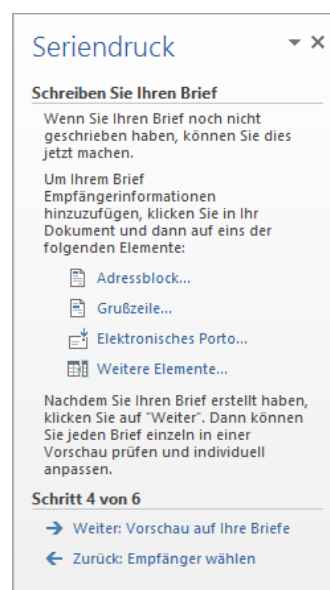 Seriendruck
Schreiben Sie Ihren Brief
Wenn Sie Ihren Brief noch nicht
geschrieben haben, können Sie dies
jetzt machen.
Um Ihrem Brief
Empfängerinformationen
hinzuzufügen, klicken Sie in Ihr
Dokument und dann auf eins der
folgenden Elemente:
Adressblock...
Grußzeile...
Elektronisches Porto...
Weitere Elemente...
Nachdem Sie Ihren Brief erstellt haben,
klicken Sie auf "Weiter". Dann können
Sie jeden Brief einzeln in einer
Vorschau prüfen und individuell
anpassen.
Schritt 4 von 6
Weiter: Vorschau auf Ihre Briefe
Zurück: Empfänger wählen